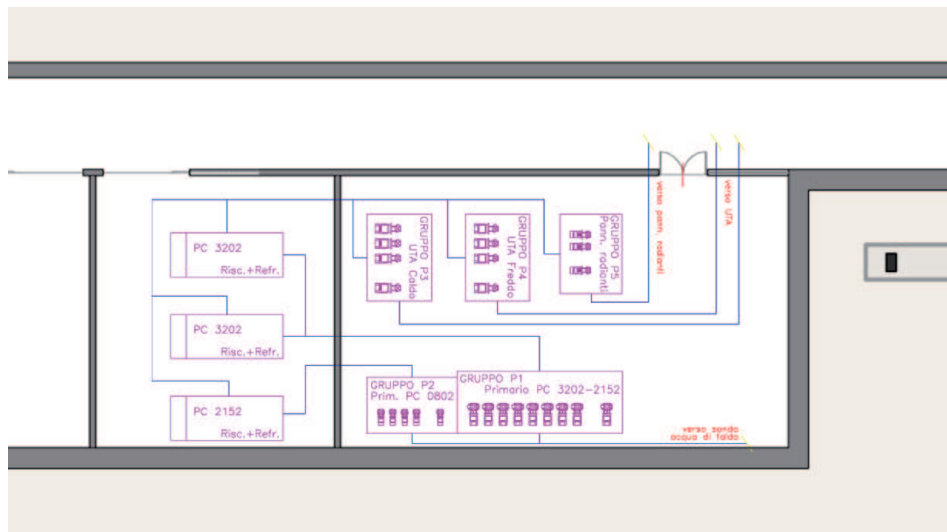 PC 3202
Risc.+Refr.
PC 3202
Risc.+Refr.
PC 2152
Risc.+Refr.
GRUPPO P3
UTA Caldo
GRUPPO P4
UTA Freddo
GRUPPO P5
Pann. radianti
verso pann. radianti
verso UTA
GRUPPO P2
Prim. PC 0802
GRUPPO P1
Primario PC 3202-2152
verso sonda
acqua di falda